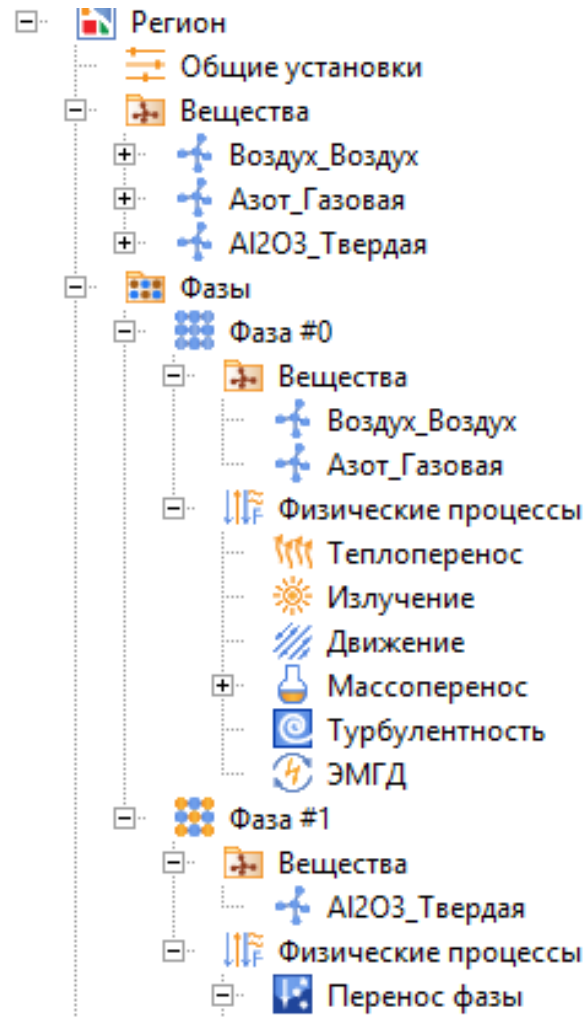 Регион
Общие установки
Вещества
Воздух_Воздух
Азот_Газовая
Al2O3_Твердая
Фазы
Фаза #0
Вещества
Воздух_Воздух
Азот_Газовая
Физические процессы
Теплоперенос
Излучение
Движение
Массоперенос
Турбулентность
ЭМГД
Фаза #1
Вещества
Al2O3_Твердая
Физические процессы
Перенос фазы